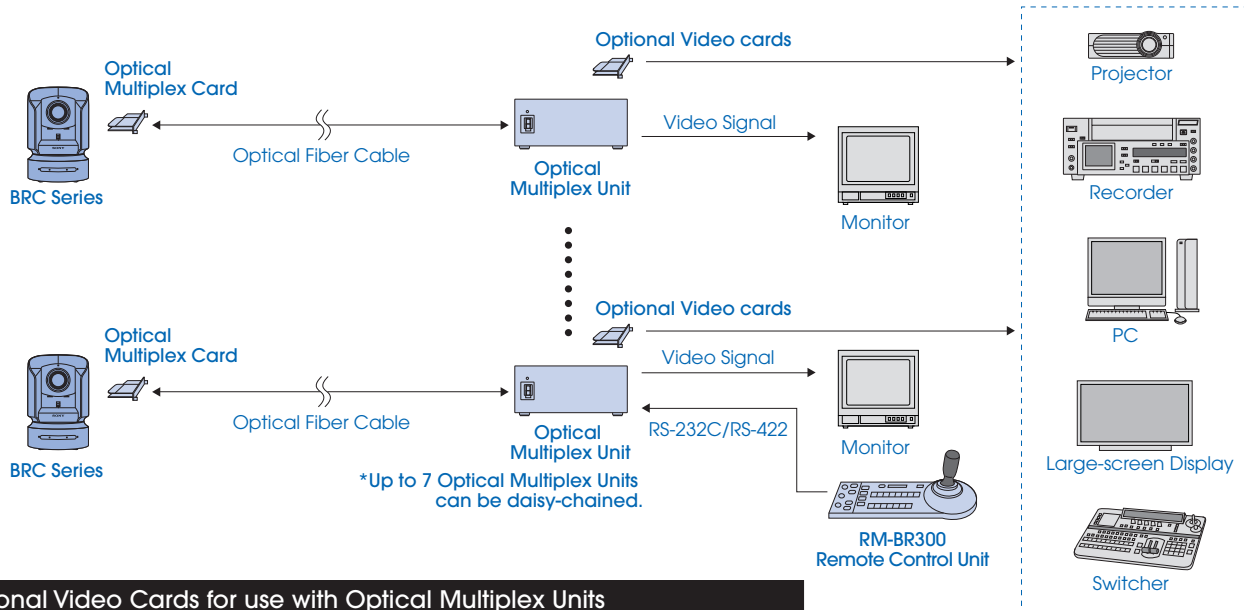 Optional Video cards
Optical
Multiplex Card
Projector
Video Signal
Optical Fiber Cable
Optical
Multiplex Unit
BRC Series
Recorder
Monitor
Optional Video cards
Optical
Multiplex Card
PC
Video Signal
Optical Fiber Cable
RS-232C/RS-422
Optical
Multiplex Unit
Monitor
BRC Series
Large-screen Display
*Up to 7 Optical Multiplex Units
can be daisy-chained.
RM-BR300
Remote Control Unit
Switcher
onal Video Cards for use with Optical Multiplex Units